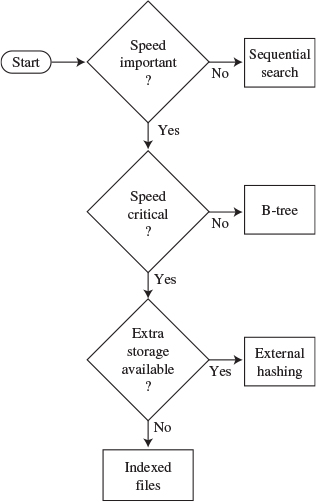 Start
Speed
important
?
No
Sequential
search
Yes
Speed
critical
?
No
B-tree
Yes
Extra
storage
available
?
Yes
External
hashing
No
Indexed
files